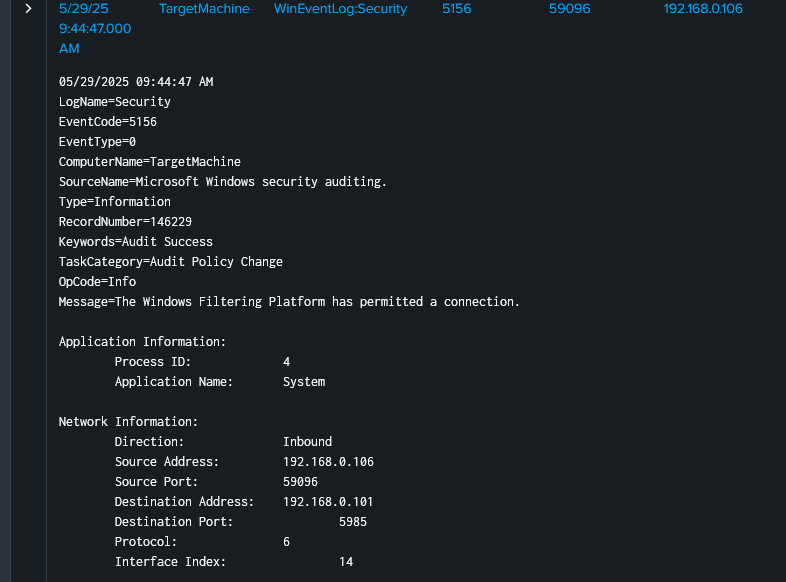 5/29/25 TargetMachine WinEventLog:Security 5156 59096 192.168.0.106
9:44:47.000
AM
05/29/2025 09:44:47 AM
LogName=Security
EventCode=5156
EventType=0
ComputerName=TargetMachine
SourceName=Microsoft Windows security auditing.
Type=Information
RecordNumber=146229
Keywords=Audit Success
TaskCategory=Audit Policy Change
OpCode=Info
Message=The Windows Filtering Platform has permitted a connection.
Application Information:
Process ID: 4
Application Name: System
Network Information:
Direction: Inbound
Source Address: 192.168.0.106
Source Port: 59096
Destination Address: 192.168.0.101
Destination Port: 5985
Protocol: 6
Interface Index: 14